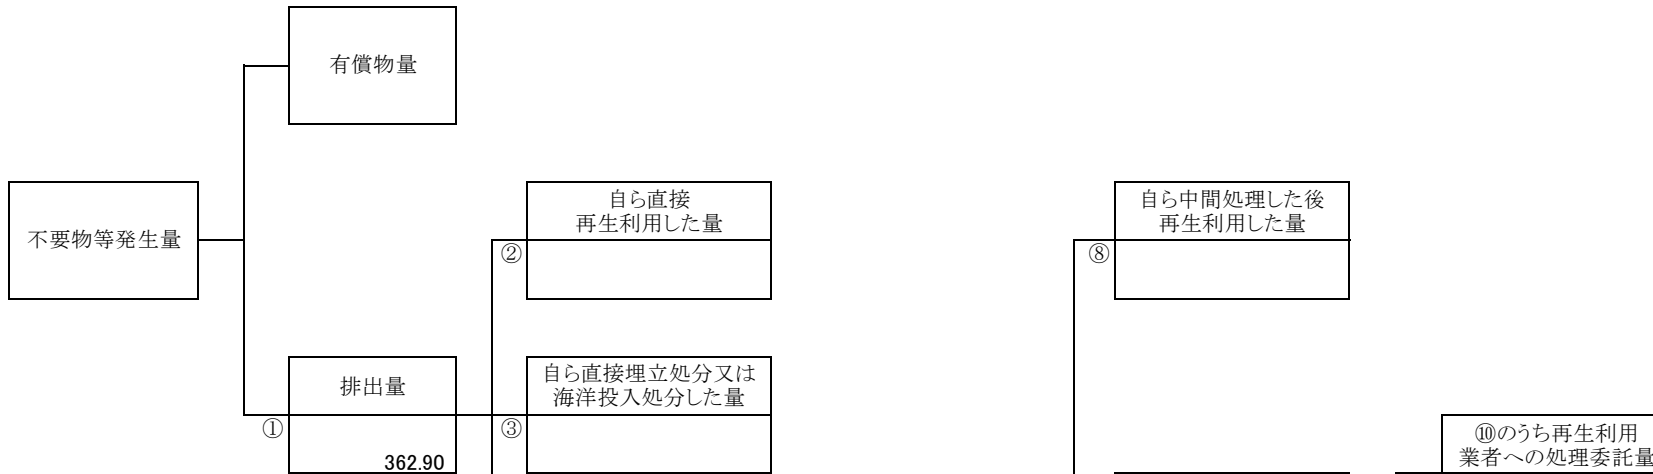 有償物量
不要物等発生量
自ら直接
再生利用した量
②
自ら中間処理した後
再生利用した量
⑧
排出量
①
362.90
自ら直接埋立処分又は
海洋投入処分した量
③
⑩のうち再生利用
業者への処理委託量